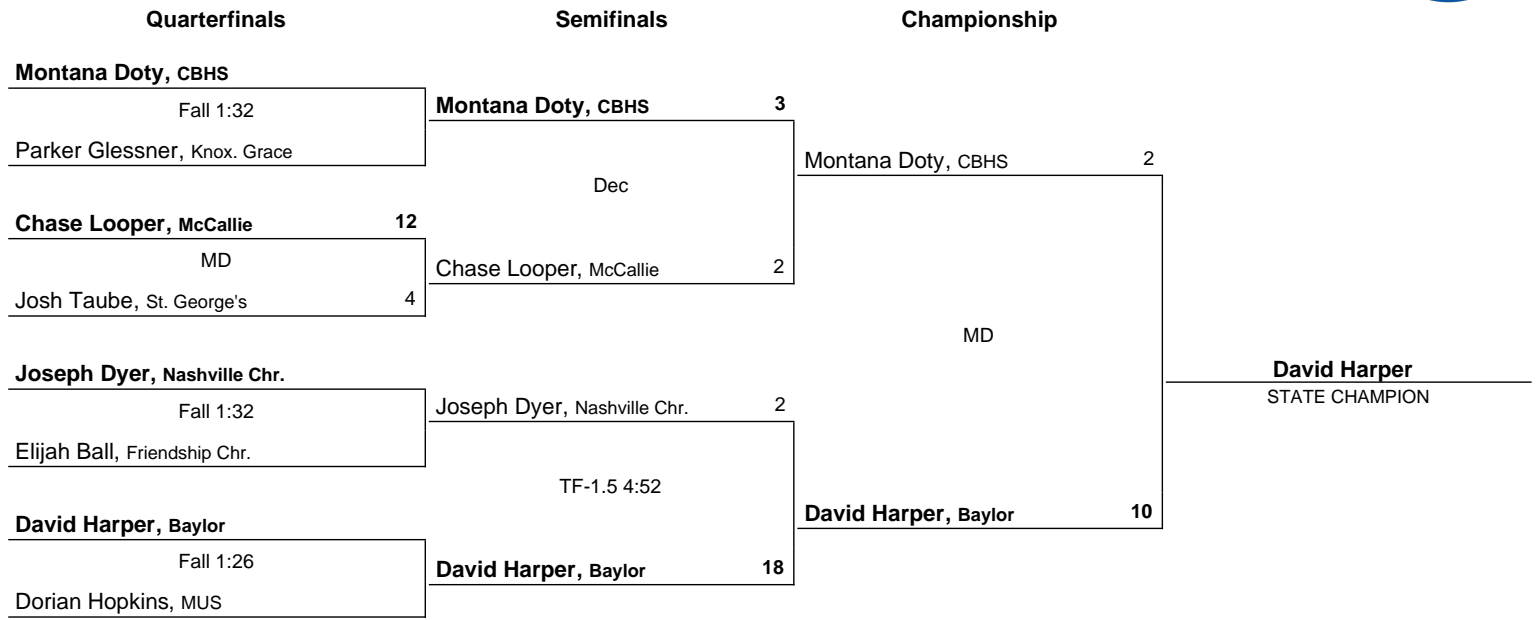 Quarterfinals Semifinals Championship
Montana Doty, CBHS
Fall 1:32
Parker Glessner, Knox. Grace
Chase Looper, McCallie 12
MD
Josh Taube, St. George's 4
Joseph Dyer, Nashville Chr.
Fall 1:32
Elijah Ball, Friendship Chr.
David Harper, Baylor
Fall 1:26
Dorian Hopkins, MUS
Montana Doty, CBHS 3
Dec
Chase Looper, McCallie 2
Joseph Dyer, Nashville Chr. 2
TF-1.5 4:52
David Harper, Baylor 18
Montana Doty, CBHS 2
MD
David Harper, Baylor 10
David Harper
STATE CHAMPION